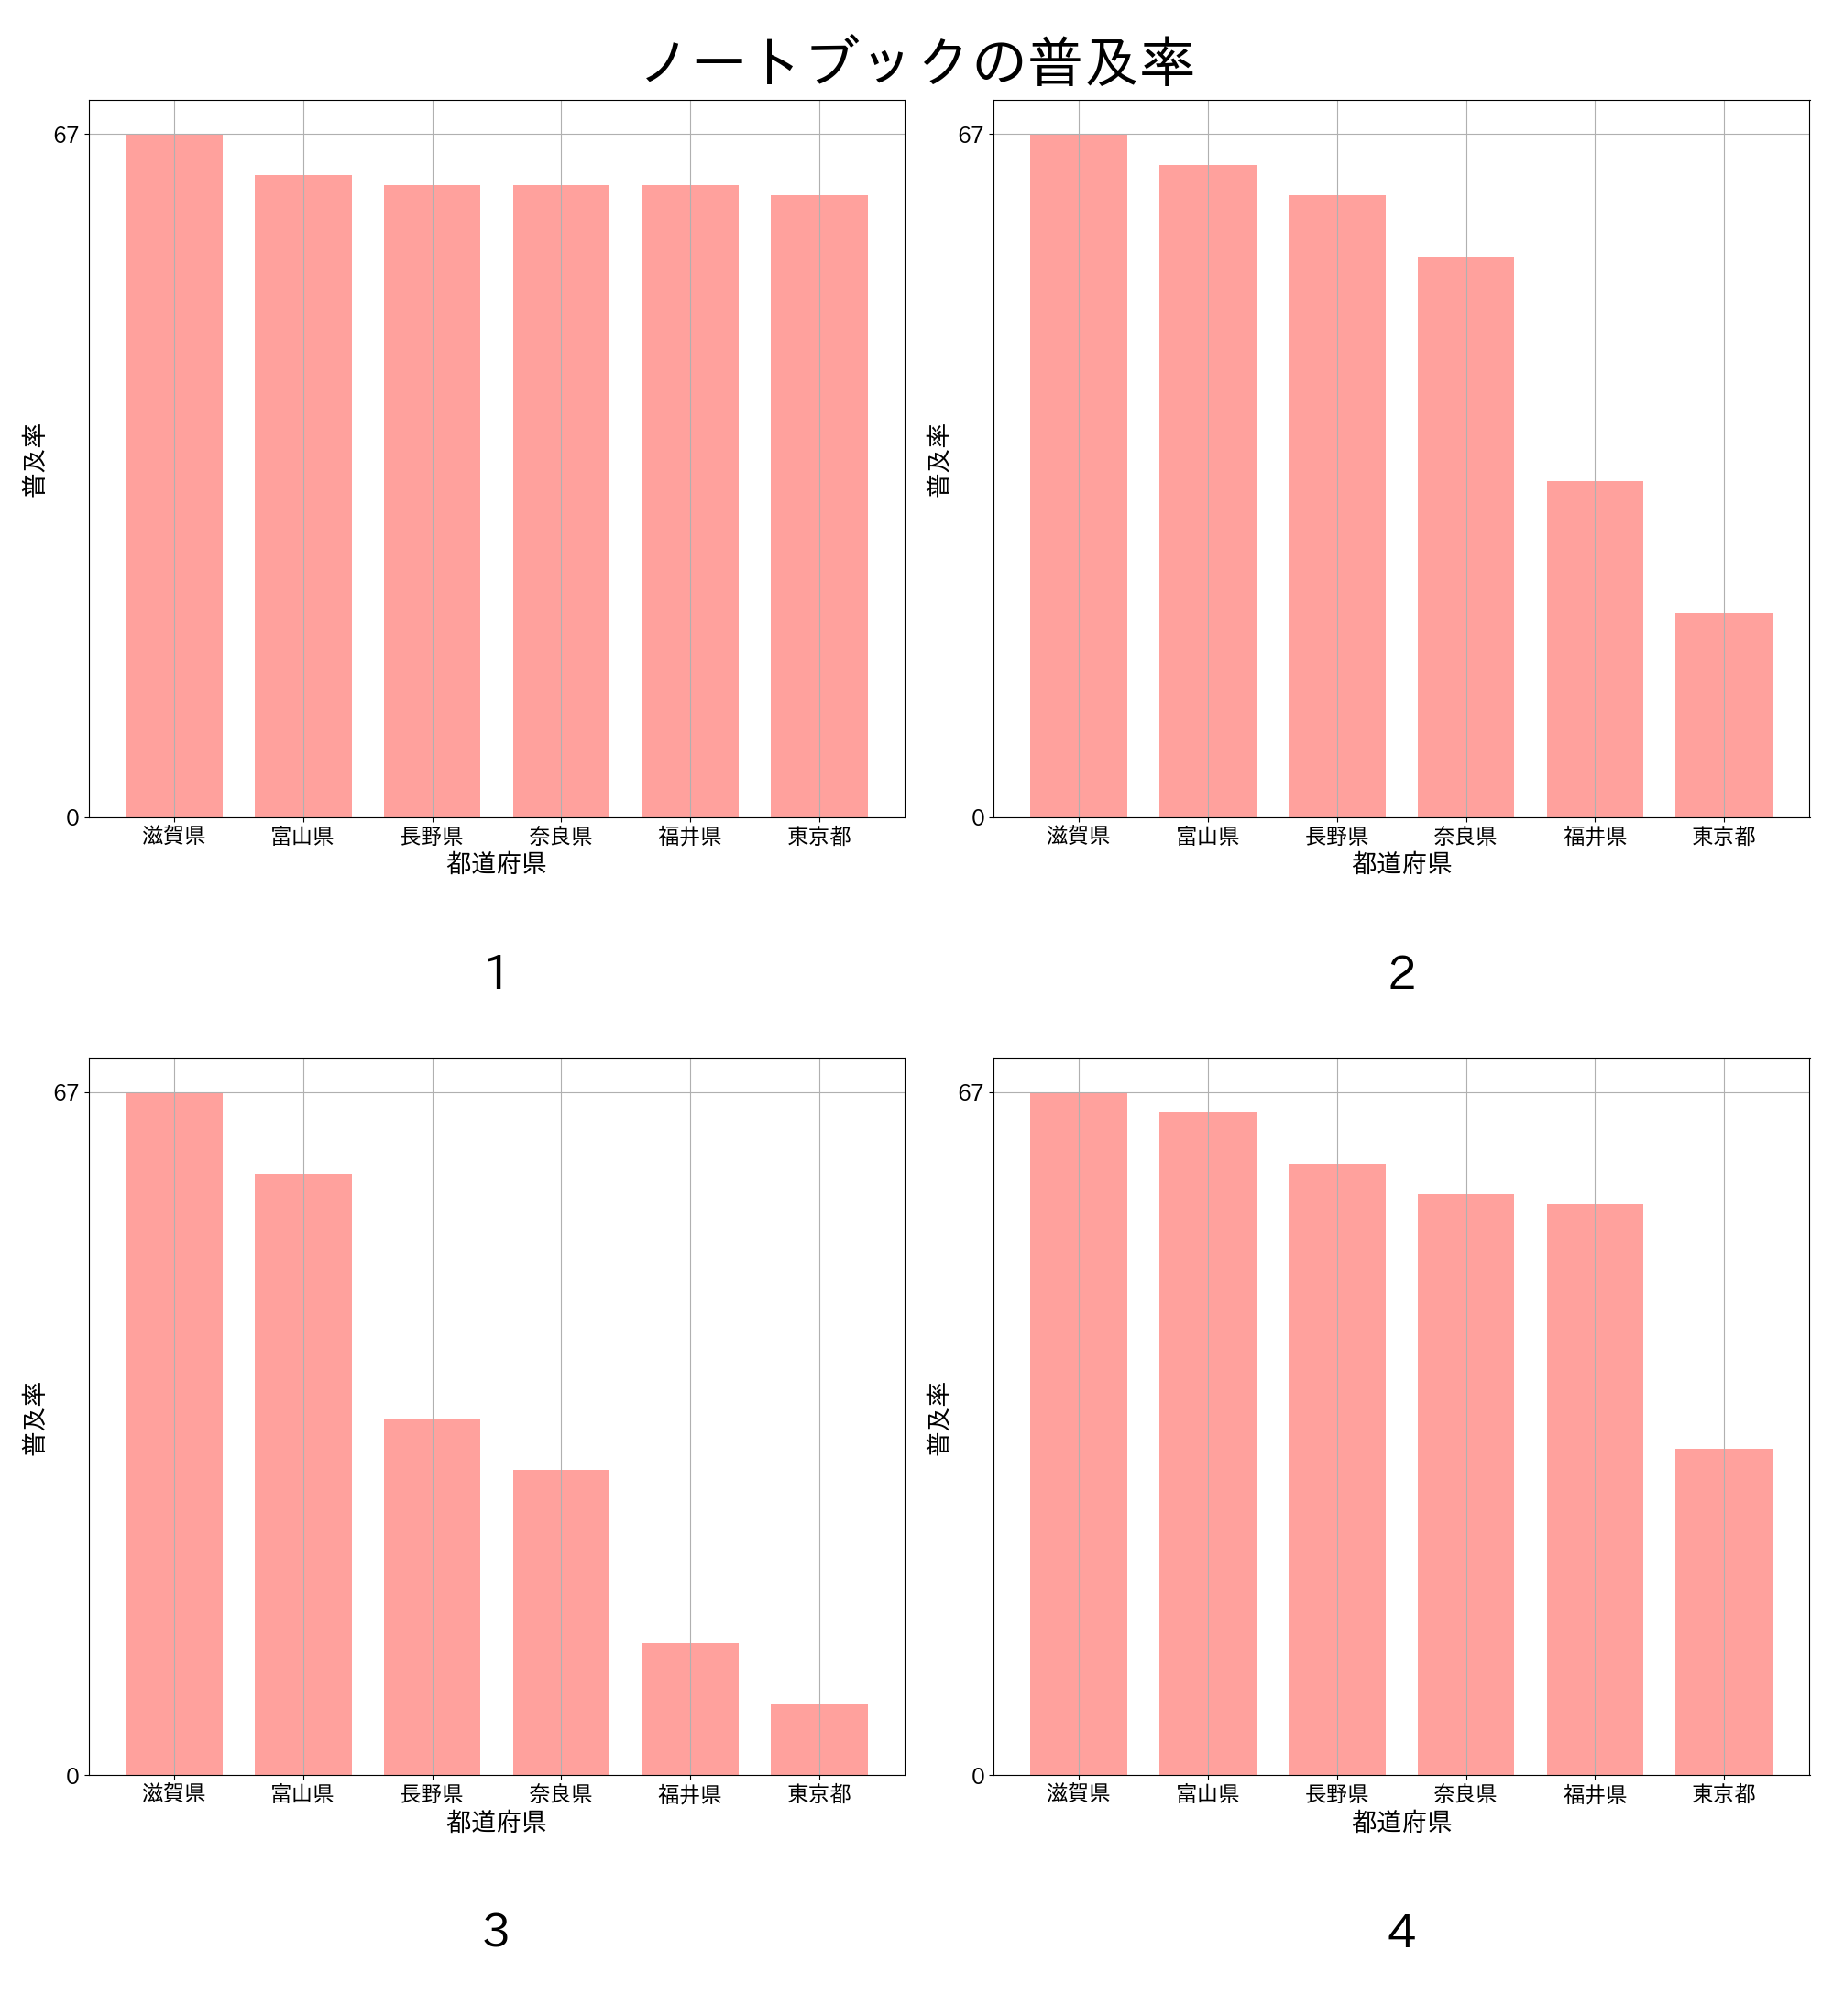 ノートブックの普及率
67
0
普及率
滋賀県 富山県 長野県 奈良県 福井県 東京都
都道府県
1
67
0
普及率
滋賀県 富山県 長野県 奈良県 福井県 東京都
都道府県
2
67
0
普及率
滋賀県 富山県 長野県 奈良県 福井県 東京都
都道府県
3
67
0
普及率
滋賀県 富山県 長野県 奈良県 福井県 東京都
都道府県
4